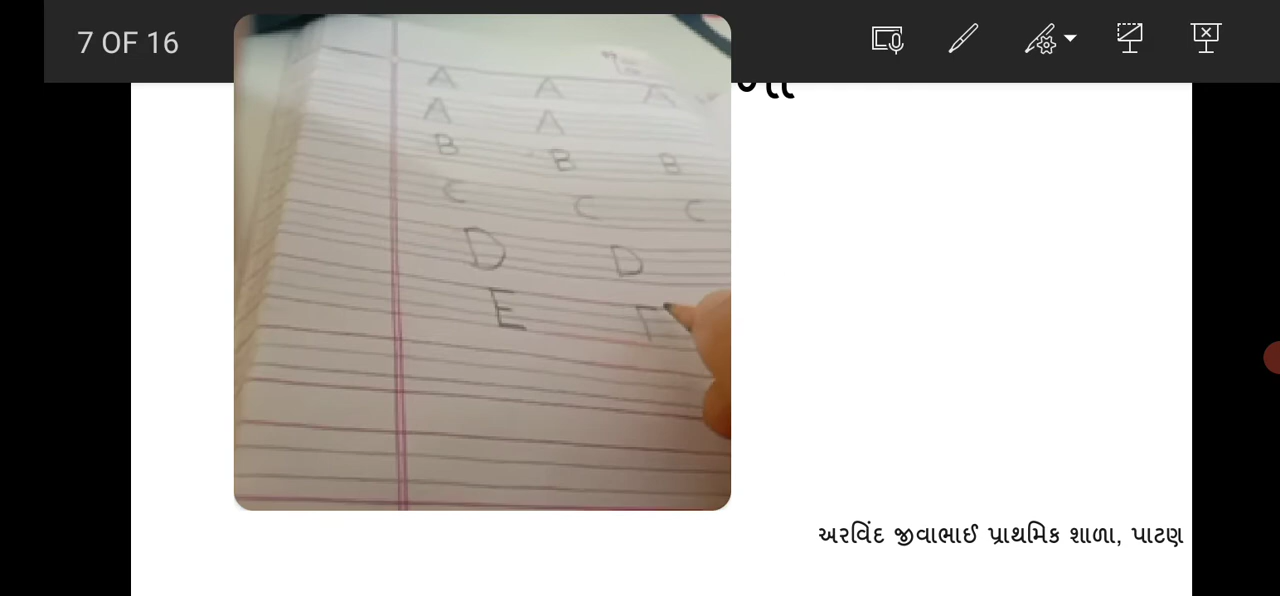 7 OF 16
A A A
A A
B B B
C C C
D D
E
અરવિંદ જીવાભાઈ પ્રાથમિક શાળા, પાટણ